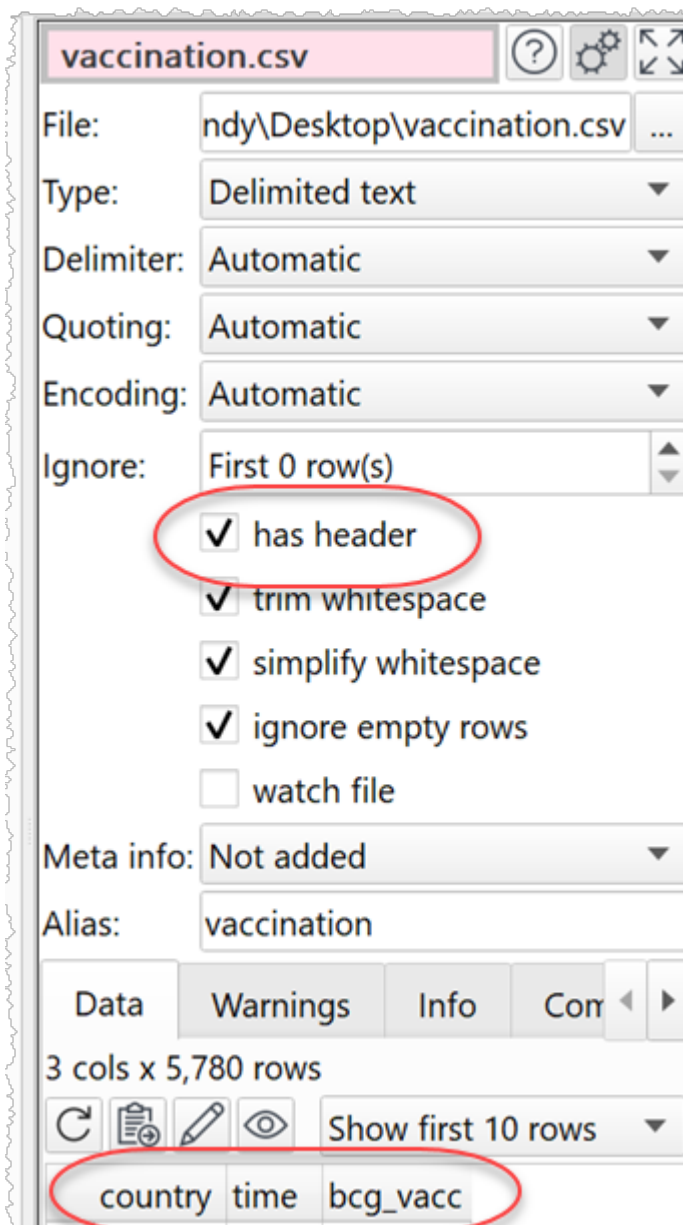 vaccination.csv
File: ndy\Desktop\vaccination.csv ...
Type: Delimited text
Delimiter: Automatic
Quoting: Automatic
Encoding: Automatic
Ignore: First 0 row(s)
has header
trim whitespace
simplify whitespace
ignore empty rows
watch file
Meta info: Not added
Alias: vaccination
Data Warnings Info Com
3 cols x 5,780 rows
Show first 10 rows
country time bcg_vacc